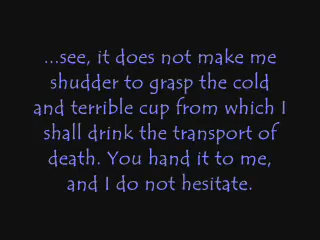 ...see, it does not make me
shudder to grasp the cold
and terrible cup from which I
shall drink the transport of
death. You hand it to me,
and I do not hesitate.